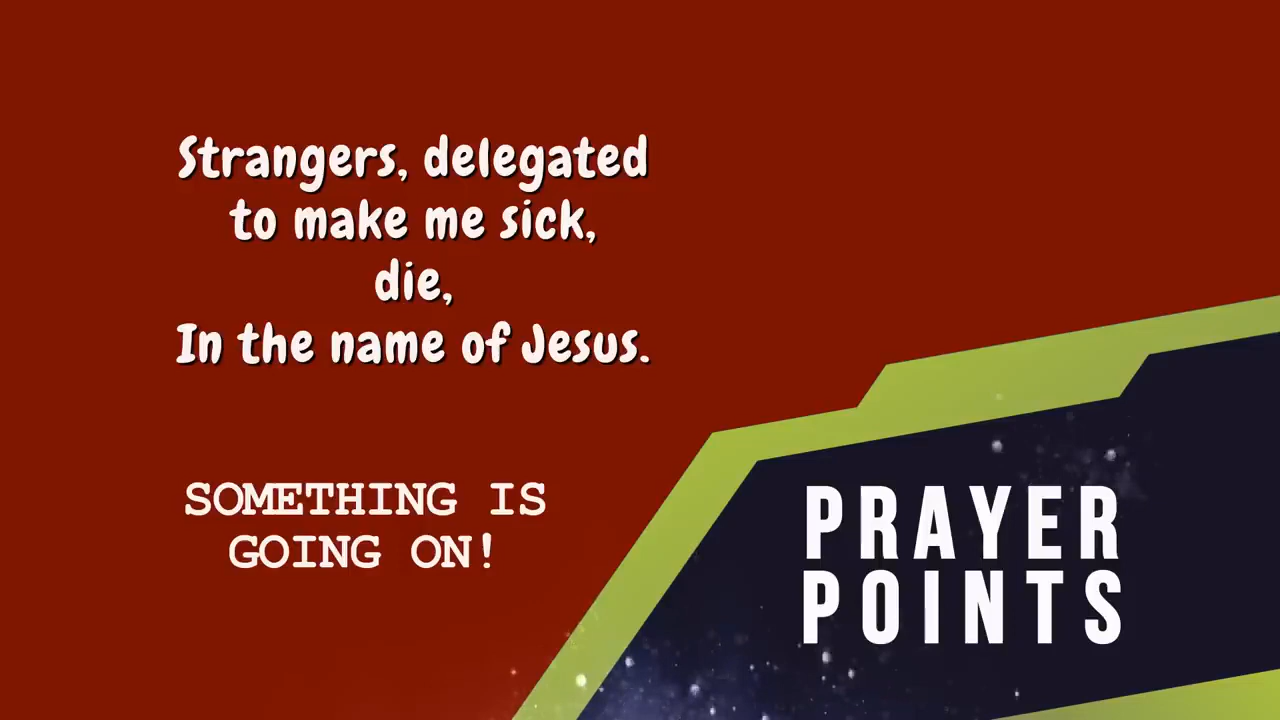 Strangers, delegated
to make me sick,
die,
In the name of Jesus.
SOMETHING IS
GOING ON!
PRAYER
POINTS